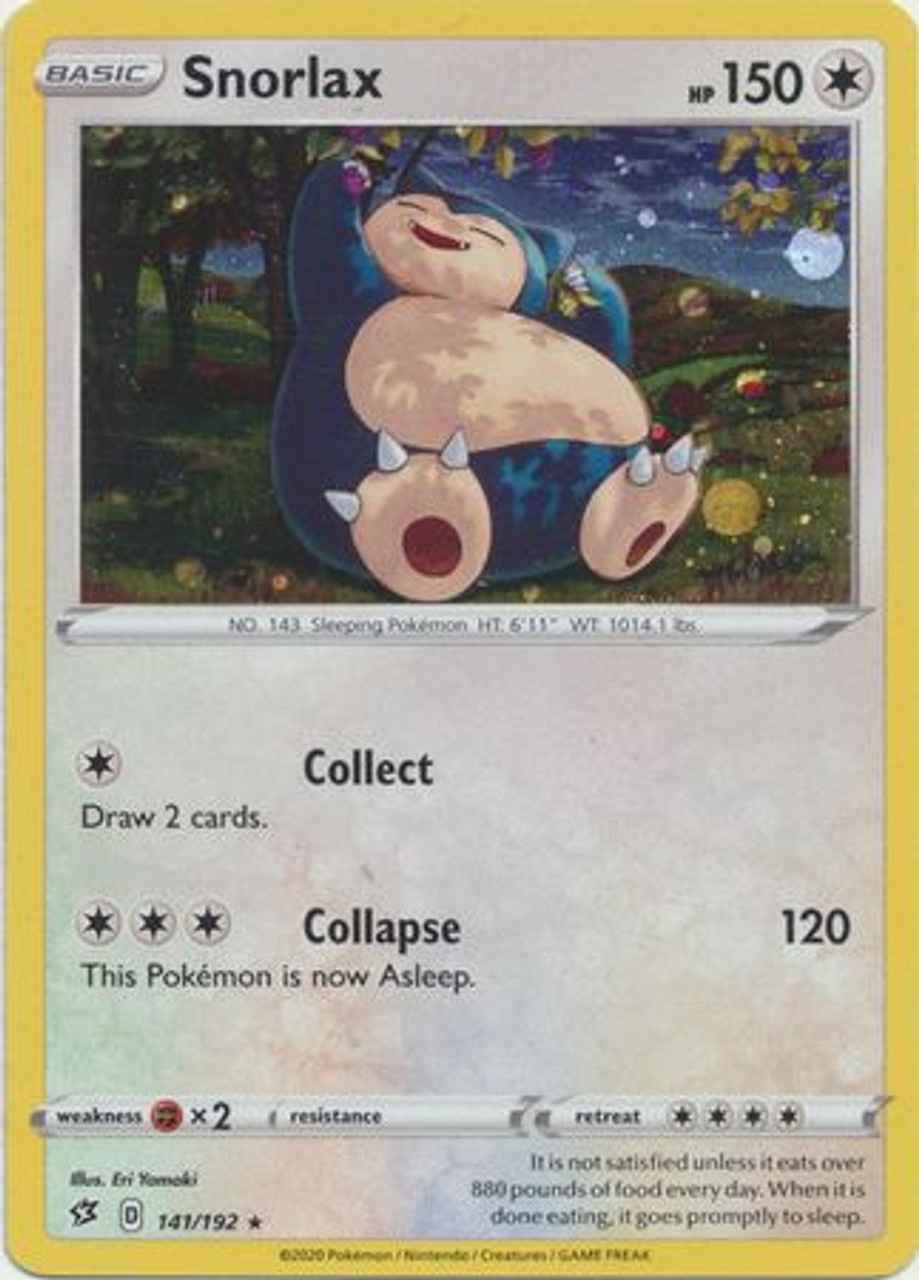 BASIC Snorlax HP 150
NO. 143 Sleeping Pokémon HT: 6'11" WT: 1014.1 lbs.
Collect
Draw 2 cards.
Collapse 120
This Pokémon is now Asleep.
weakness ×2 resistance retreat
It is not satisfied unless it eats over
880 pounds of food every day. When it is
done eating, it goes promptly to sleep.
Illus. Eri Yamaki
D 141/192 ★
©2020 Pokémon / Nintendo / Creatures / GAME FREAK